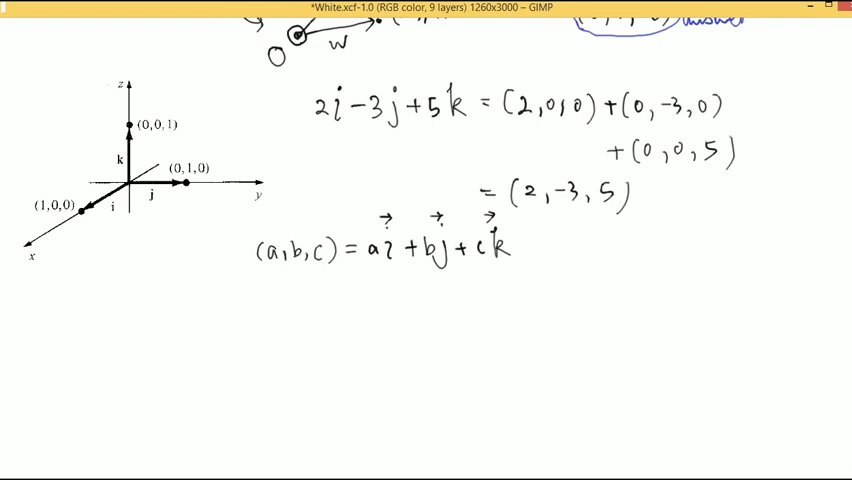 *White.xcf-1.0 (RGB color, 9 layers) 1260x3000 – GIMP
O w answer
2i - 3j + 5k = (2,0,0) + (0,-3,0)
+ (0,0,5)
= (2,-3,5)
(a,b,c) = ai⃗ + bj⃗ + ck⃗
z
(0,0,1)
k
(0,1,0)
(1,0,0)
i
j
y
x